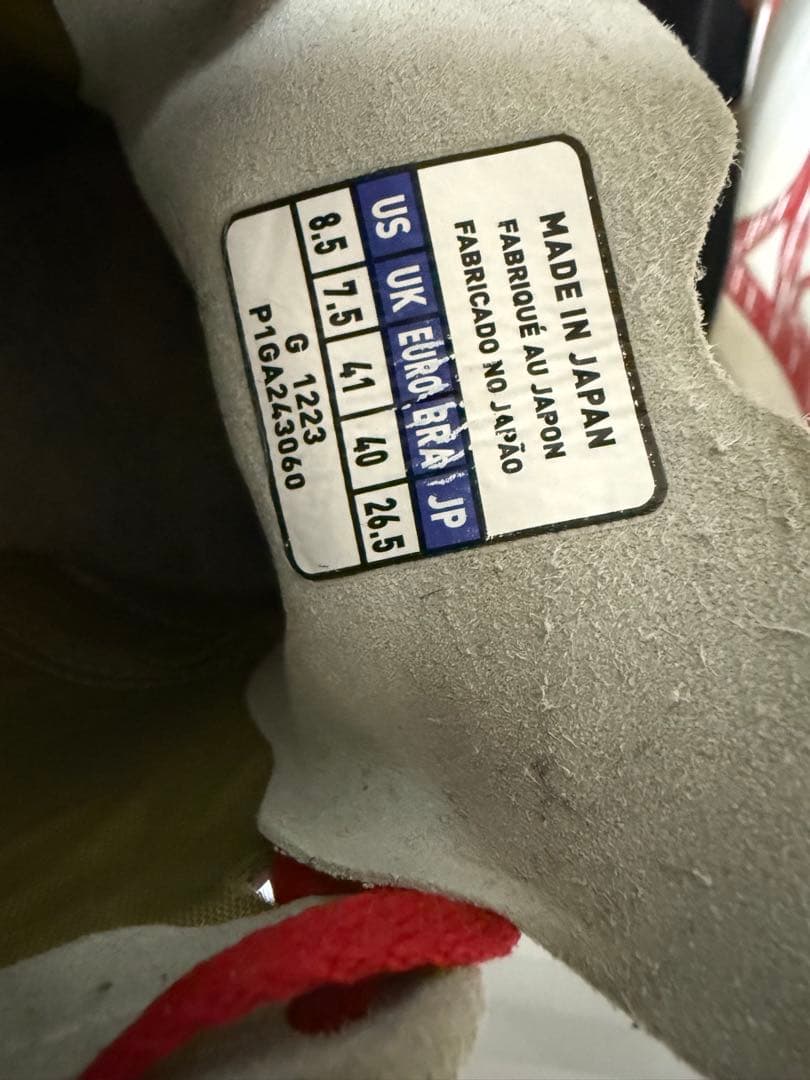 MADE IN JAPAN
FABRIQUÉ AU JAPON
FABRICADO NO JAPÃO
US UK EURO BRA JP
8.5 7.5 41 40 26.5
G 1223
P1GA243060